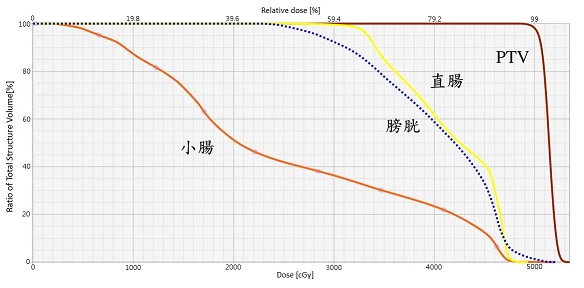 Relative dose [%]
0 19.8 39.6 59.4 79.2 99
100
80
60
40
20
0
Ratio of Total Structure Volume[%]
PTV
直腸
膀胱
小腸
0 1000 2000 3000 4000 5000
Dose [cGy]